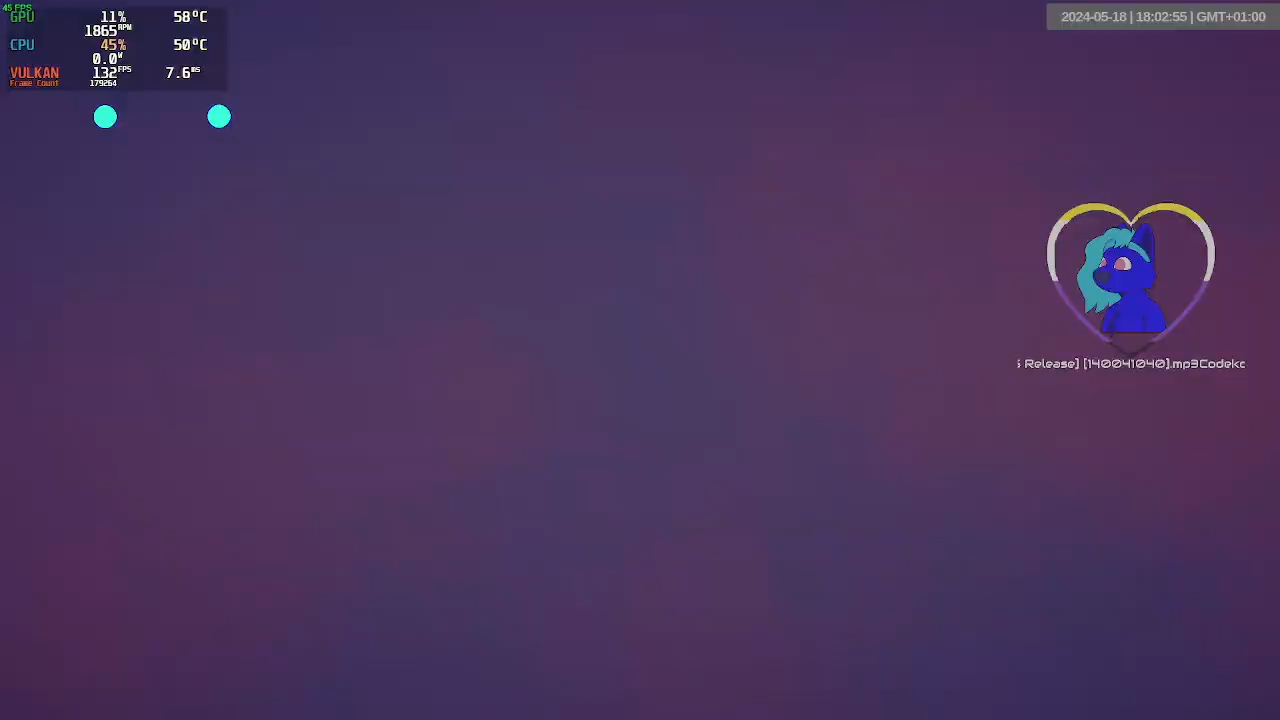 45 FPS
GPU 11% 58°C
1865RPM
CPU 45% 50°C
0.0W
VULKAN 132FPS 7.6ms
Frame Count 179264
2024-05-18 | 18:02:55 | GMT+01:00
Release] [140041040].mp3Codek